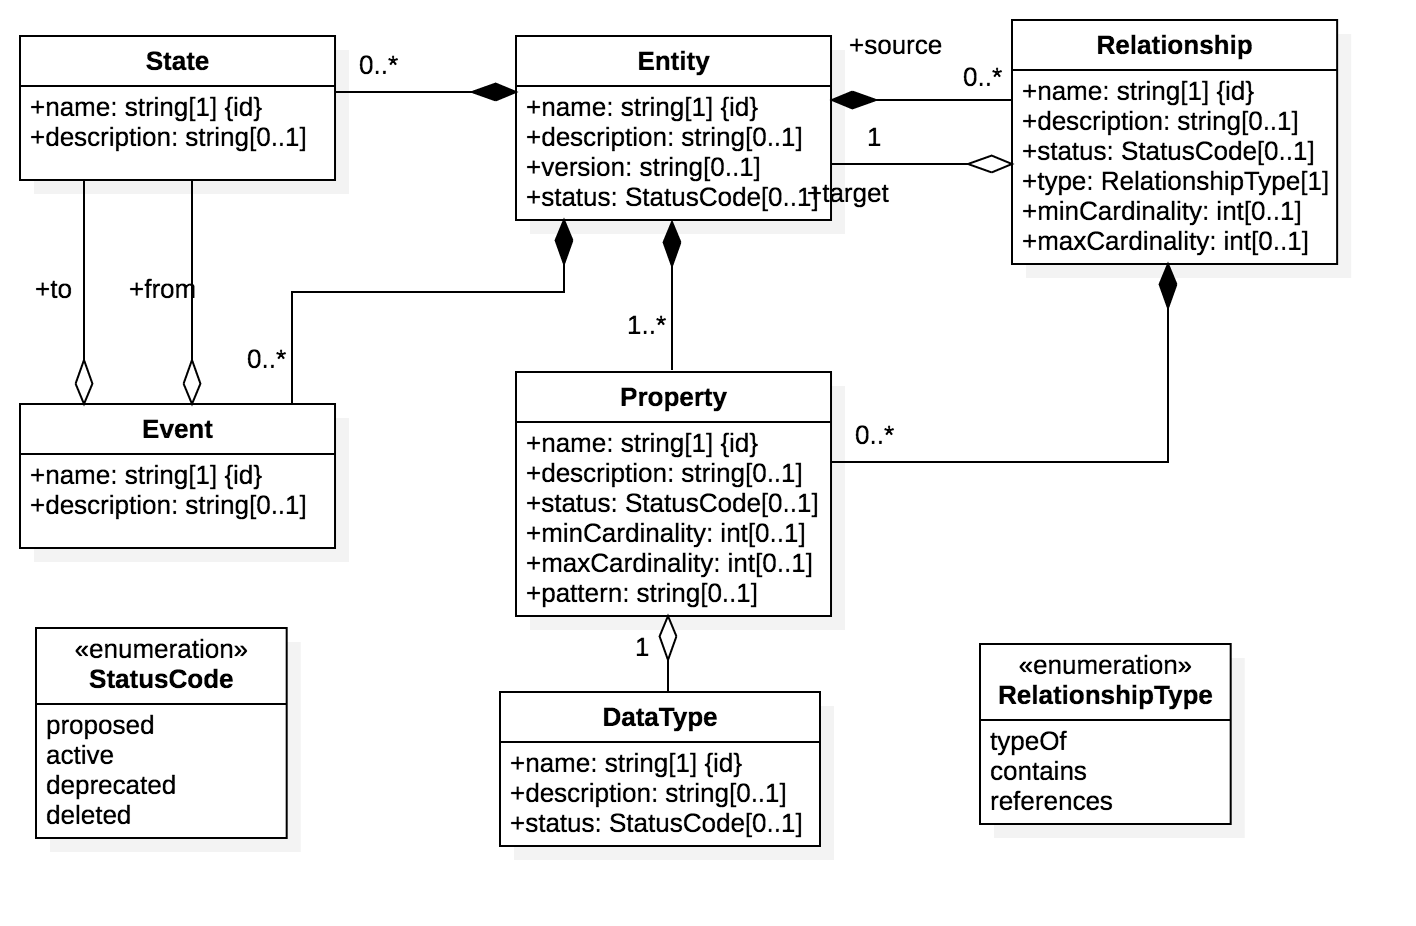 State
+name: string[1] {id}
+description: string[0..1]
0..*
Entity
+name: string[1] {id}
+description: string[0..1]
+version: string[0..1]
+status: StatusCode[0..1]
+source
0..*
1
+target
Relationship
+name: string[1] {id}
+description: string[0..1]
+status: StatusCode[0..1]
+type: RelationshipType[1]
+minCardinality: int[0..1]
+maxCardinality: int[0..1]
+to
+from
0..*
1..*
Event
+name: string[1] {id}
+description: string[0..1]
Property
+name: string[1] {id}
+description: string[0..1]
+status: StatusCode[0..1]
+minCardinality: int[0..1]
+maxCardinality: int[0..1]
+pattern: string[0..1]
0..*
1
«enumeration»
StatusCode
proposed
active
deprecated
deleted
DataType
+name: string[1] {id}
+description: string[0..1]
+status: StatusCode[0..1]
«enumeration»
RelationshipType
typeOf
contains
references